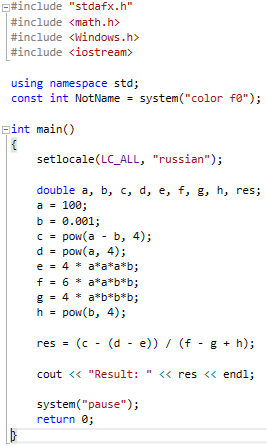 #include "stdafx.h"
#include <math.h>
#include <Windows.h>
#include <iostream>
using namespace std;
const int NotName = system("color f0");
int main()
{
setlocale(LC_ALL, "russian");
double a, b, c, d, e, f, g, h, res;
a = 100;
b = 0.001;
c = pow(a - b, 4);
d = pow(a, 4);
e = 4 * a*a*a*b;
f = 6 * a*a*b*b;
g = 4 * a*b*b*b;
h = pow(b, 4);
res = (c - (d - e)) / (f - g + h);
cout << "Result: " << res << endl;
system("pause");
return 0;
}